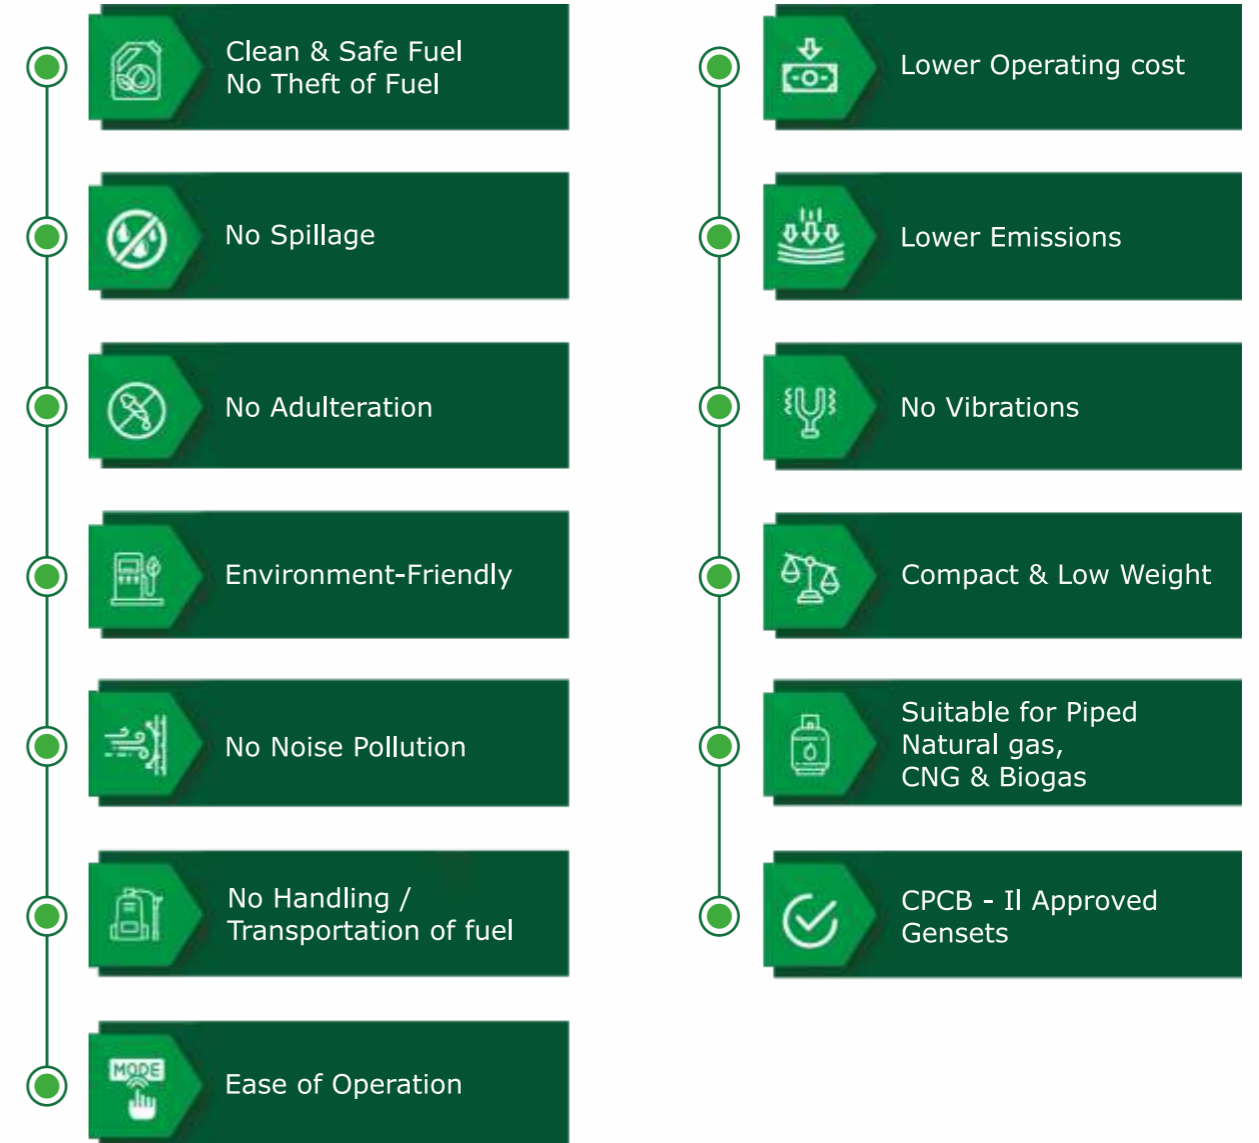 Clean & Safe Fuel
No Theft of Fuel
No Spillage
No Adulteration
Environment-Friendly
No Noise Pollution
No Handling /
Transportation of fuel
MODE
Ease of Operation
Lower Operating cost
Lower Emissions
No Vibrations
Compact & Low Weight
Suitable for Piped
Natural gas,
CNG & Biogas
CPCB - Il Approved
Gensets